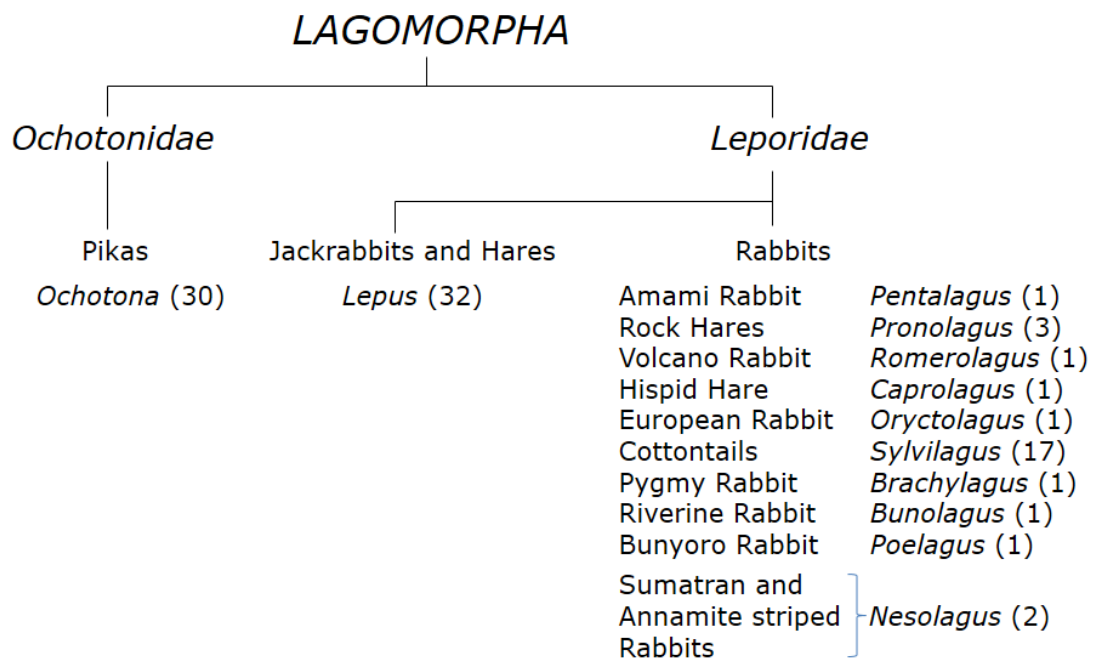 LAGOMORPHA
Ochotonidae
Leporidae
Pikas
Jackrabbits and Hares
Rabbits
Ochotona (30)
Lepus (32)
Amami Rabbit Pentalagus (1)
Rock Hares Pronolagus (3)
Volcano Rabbit Romerolagus (1)
Hispid Hare Caprolagus (1)
European Rabbit Oryctolagus (1)
Cottontails Sylvilagus (17)
Pygmy Rabbit Brachylagus (1)
Riverine Rabbit Bunolagus (1)
Bunyoro Rabbit Poelagus (1)
Sumatran and
Annamite striped
Rabbits
Nesolagus (2)